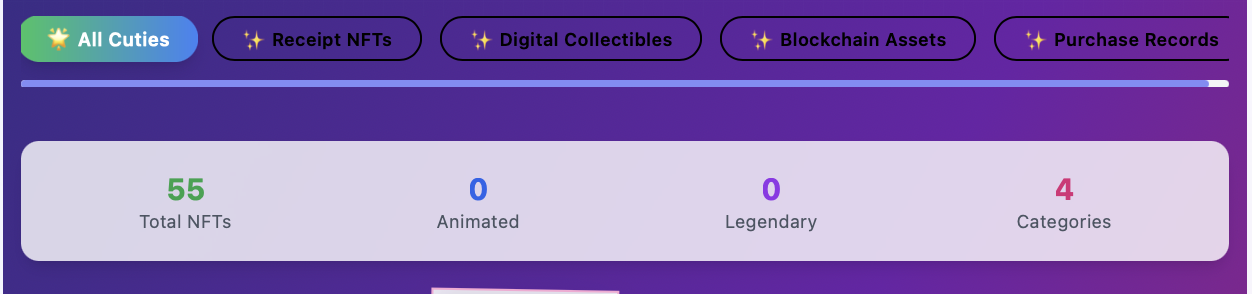 🌟 All Cuties
✨ Receipt NFTs
✨ Digital Collectibles
✨ Blockchain Assets
✨ Purchase Records
55
Total NFTs
0
Animated
0
Legendary
4
Categories